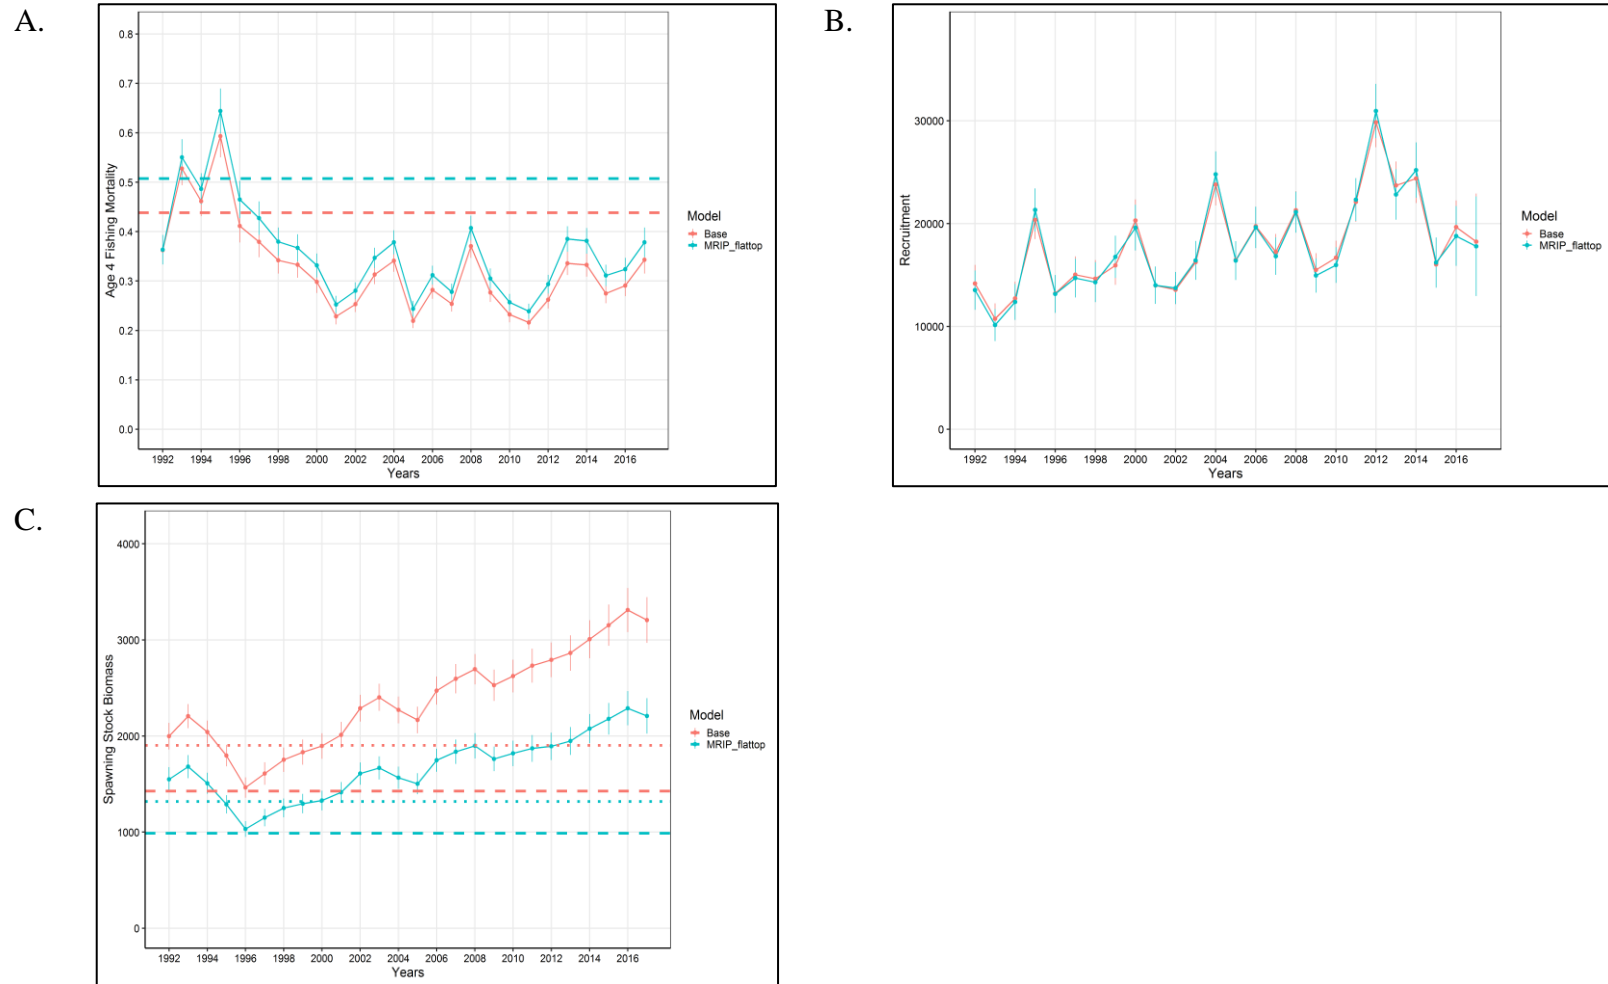 A.
0.8
0.7
0.6
0.5
0.4
0.3
0.2
0.1
0.0
Age 4 Fishing Mortality
1992 1994 1996 1998 2000 2002 2004 2006 2008 2010 2012 2014 2016
Years
Model
Base
MRIP_flattop
B.
30000
20000
10000
0
Recruitment
1992 1994 1996 1998 2000 2002 2004 2006 2008 2010 2012 2014 2016
Years
Model
Base
MRIP_flattop
C.
4000
3000
2000
1000
0
Spawning Stock Biomass
1992 1994 1996 1998 2000 2002 2004 2006 2008 2010 2012 2014 2016
Years
Model
Base
MRIP_flattop